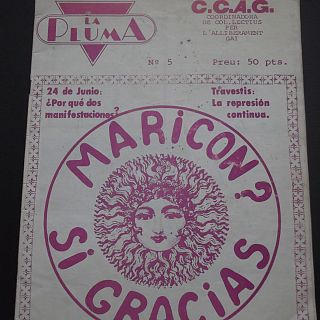 LA
PLUMA
C.C.A.G.
COORDINADORA
DE COL.LECTIUS
PER
L'ALLIBERAMENT
GAI
Nº 5
Preu: 50 pts.
24 de Junio:
¿Por qué dos
manifestaciones?
Travestis:
La represión
continua.
MARICON?
SI GRACIAS